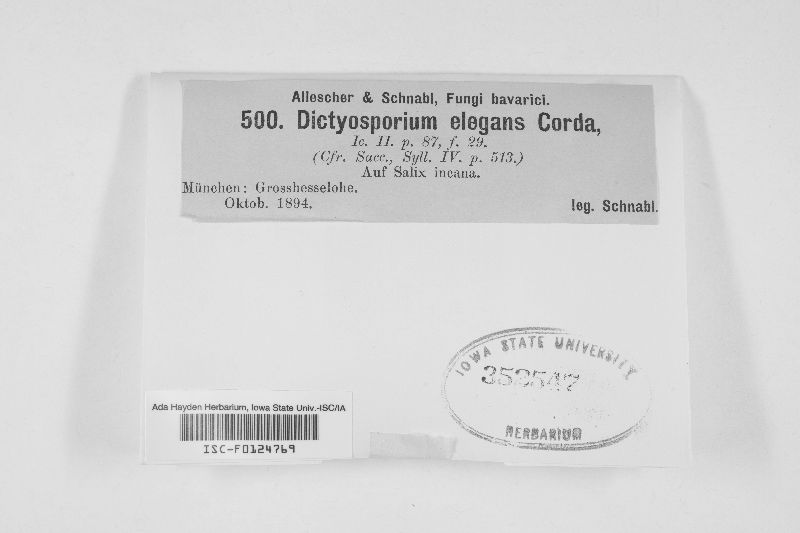 Allescher & Schnabl, Fungi bavarici.
500. Dictyosporium elegans Corda,
Ic. II. p. 87, f. 29.
(Cfr. Sacc., Syll. IV. p. 513.)
Auf Salix incana.
München: Grosshesselohe.
Oktob. 1894.
leg. Schnabl.
IOWA STATE UNIVERSITY
352547
HERBARIUM
Ada Hayden Herbarium, Iowa State Univ.-ISC/IA
ISC-F0124769